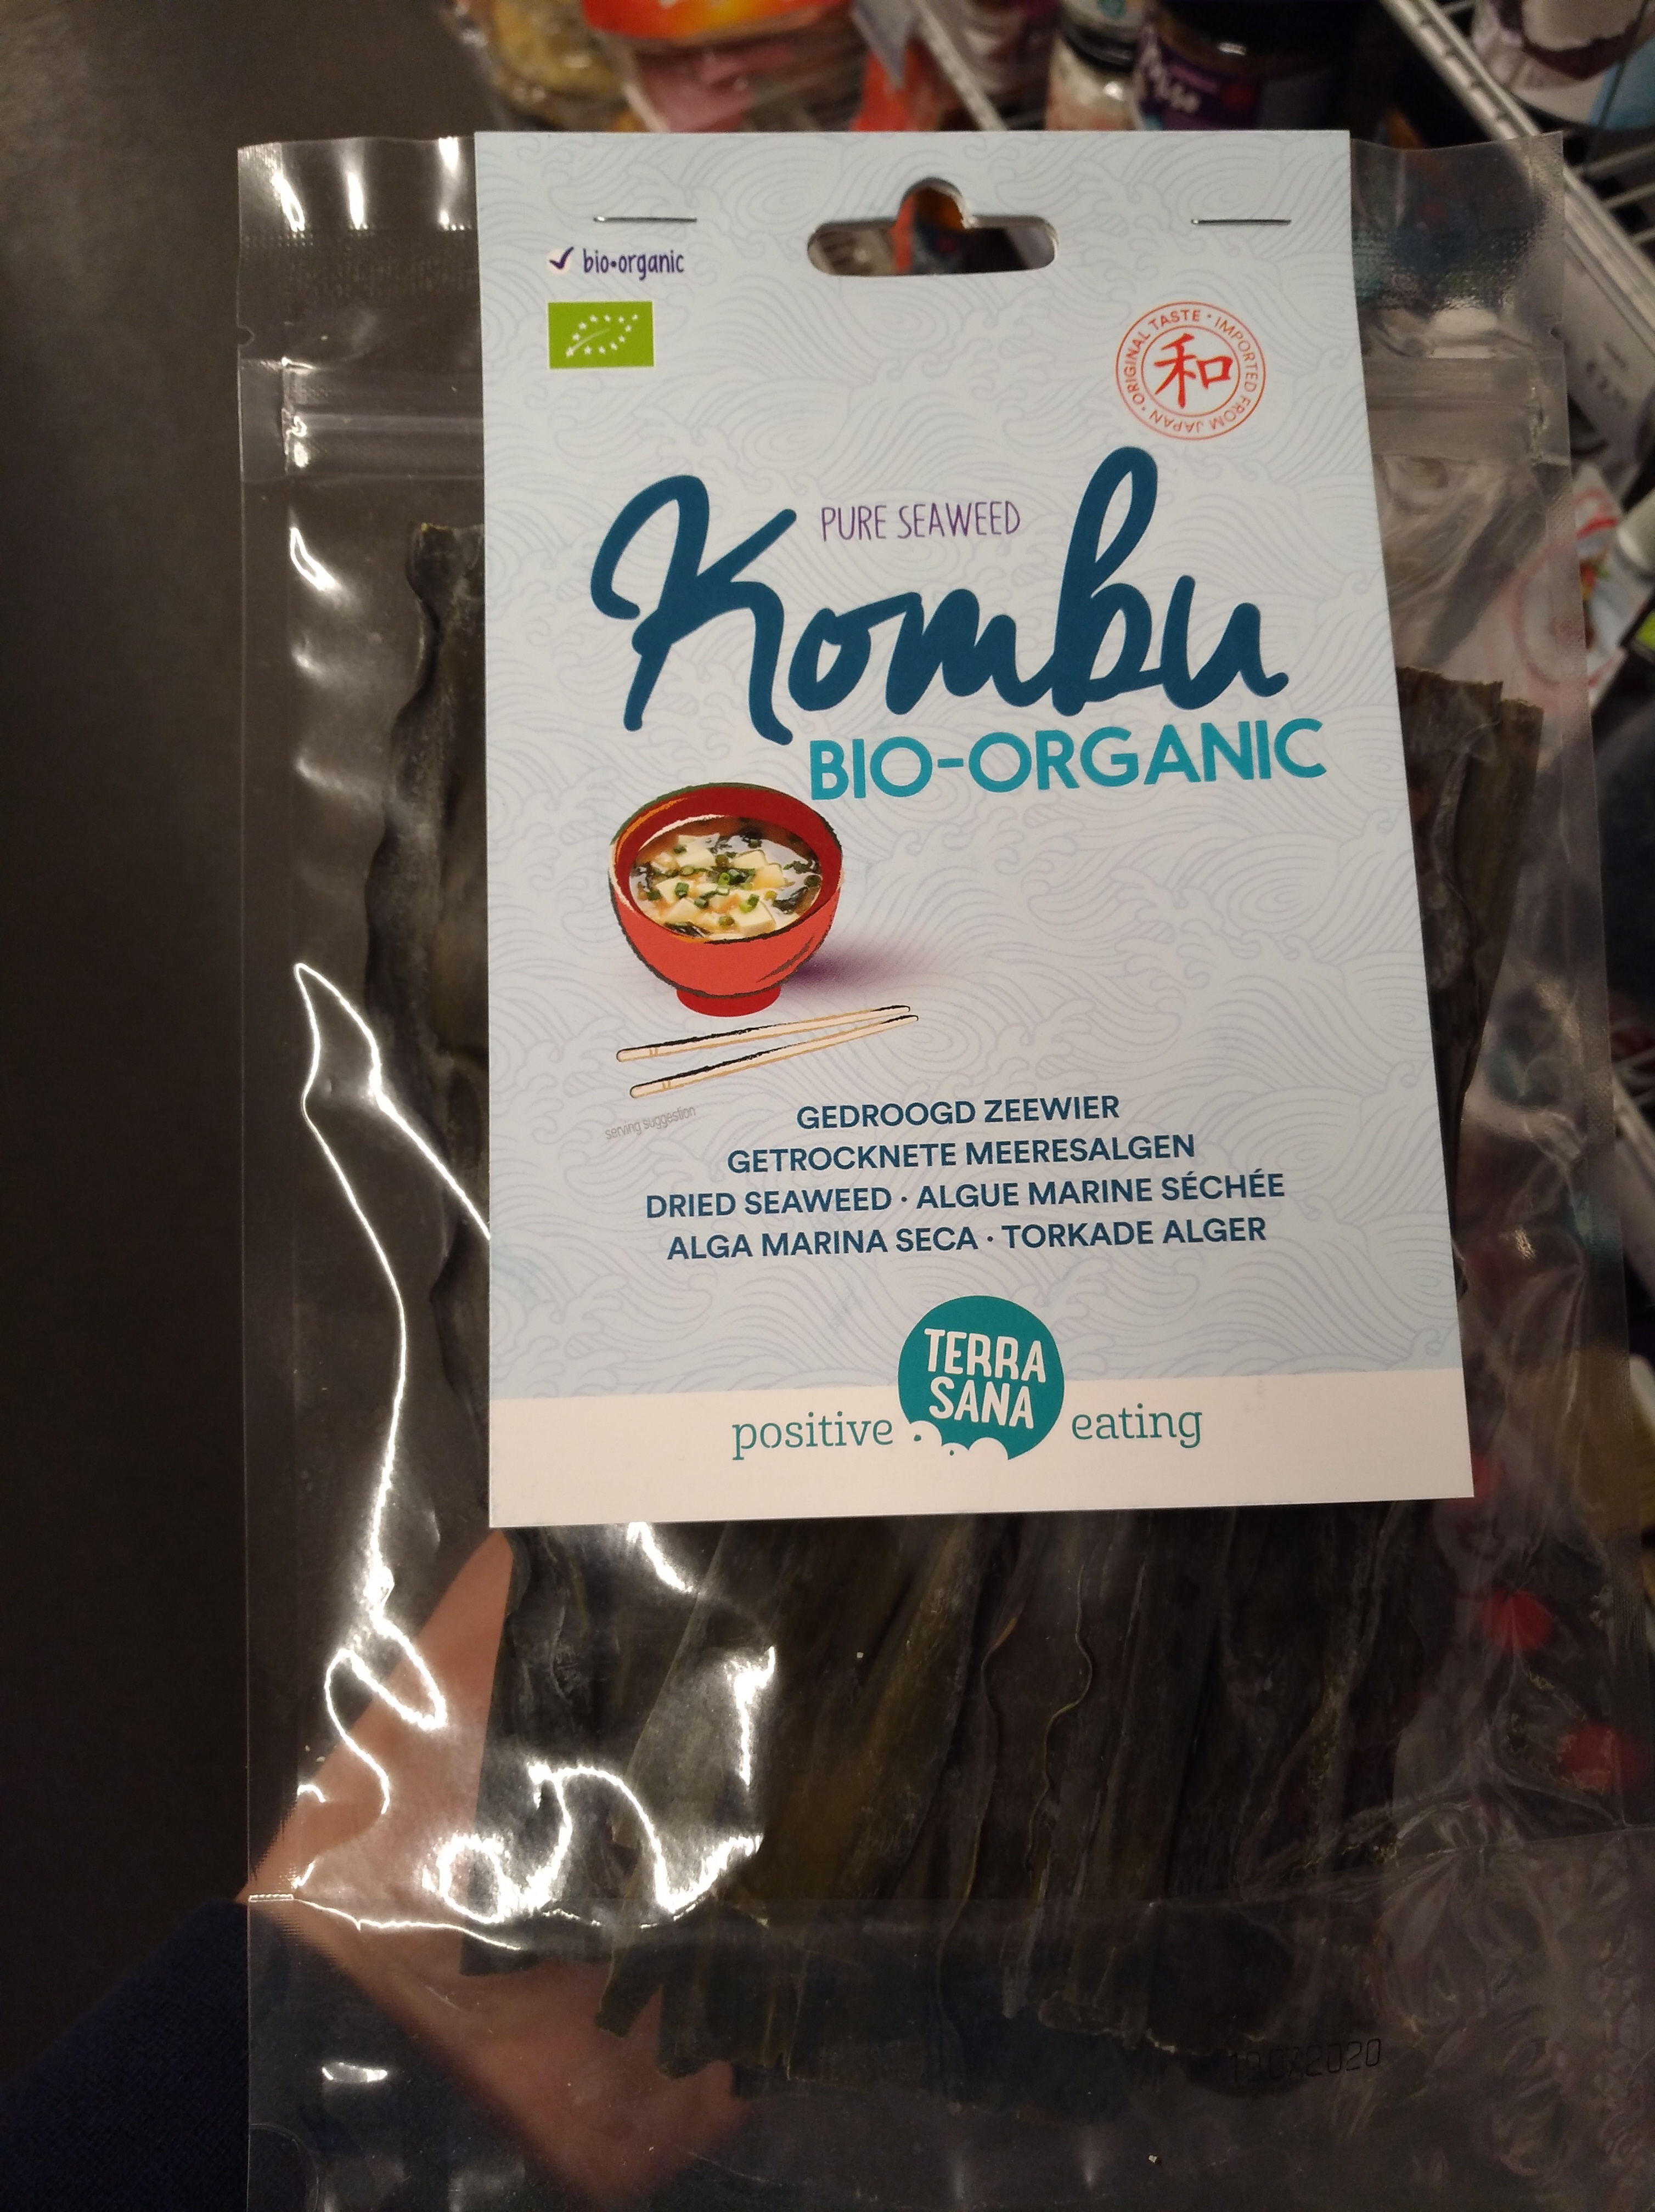 bio•organic
ORIGINAL TASTE • IMPORTED FROM JAPAN •
和
PURE SEAWEED
Kombu
BIO-ORGANIC
serving suggestion
GEDROOGD ZEEWIER
GETROCKNETE MEERESALGEN
DRIED SEAWEED · ALGUE MARINE SÉCHÉE
ALGA MARINA SECA · TORKADE ALGER
TERRA
SANA
positive eating